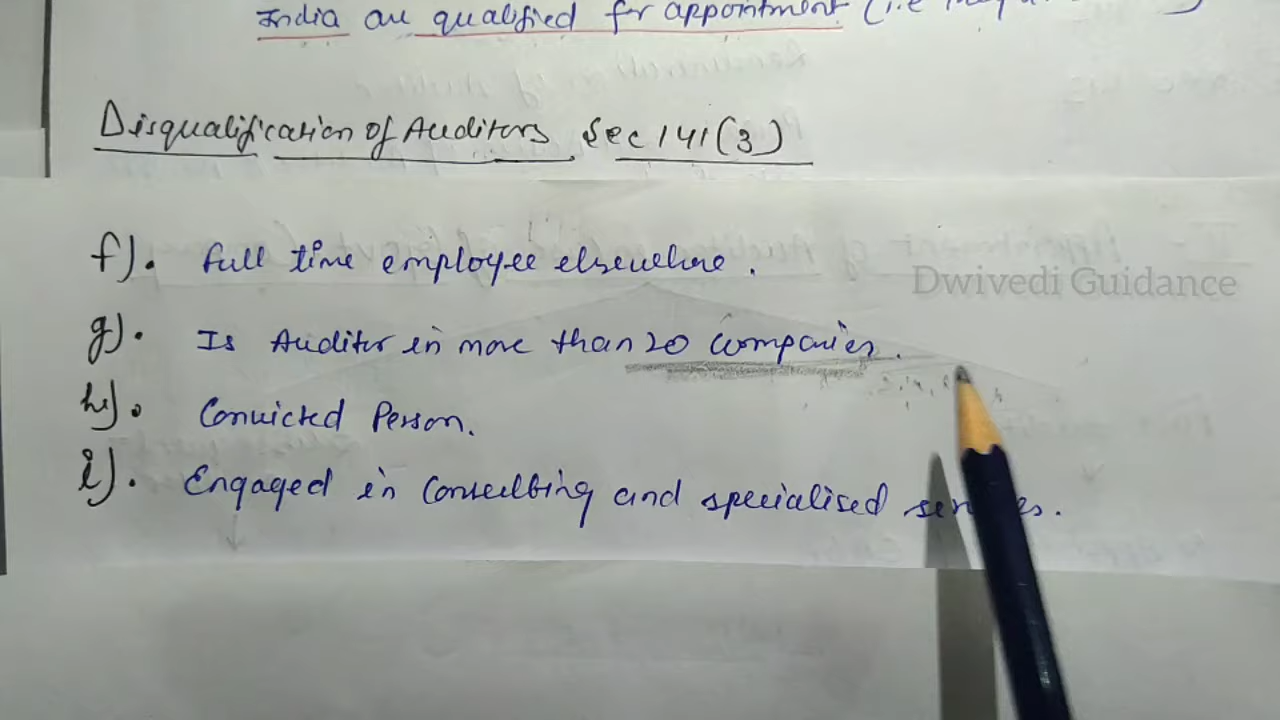 India are qualified for appointment (i.e
Disqualification of Auditors Sec 141(3)
f). Full time employee elsewhere.
Dwivedi Guidance
g). Is Auditor in more than 20 companies.
h). Convicted Person.
i). Engaged in Consulting and specialised services.